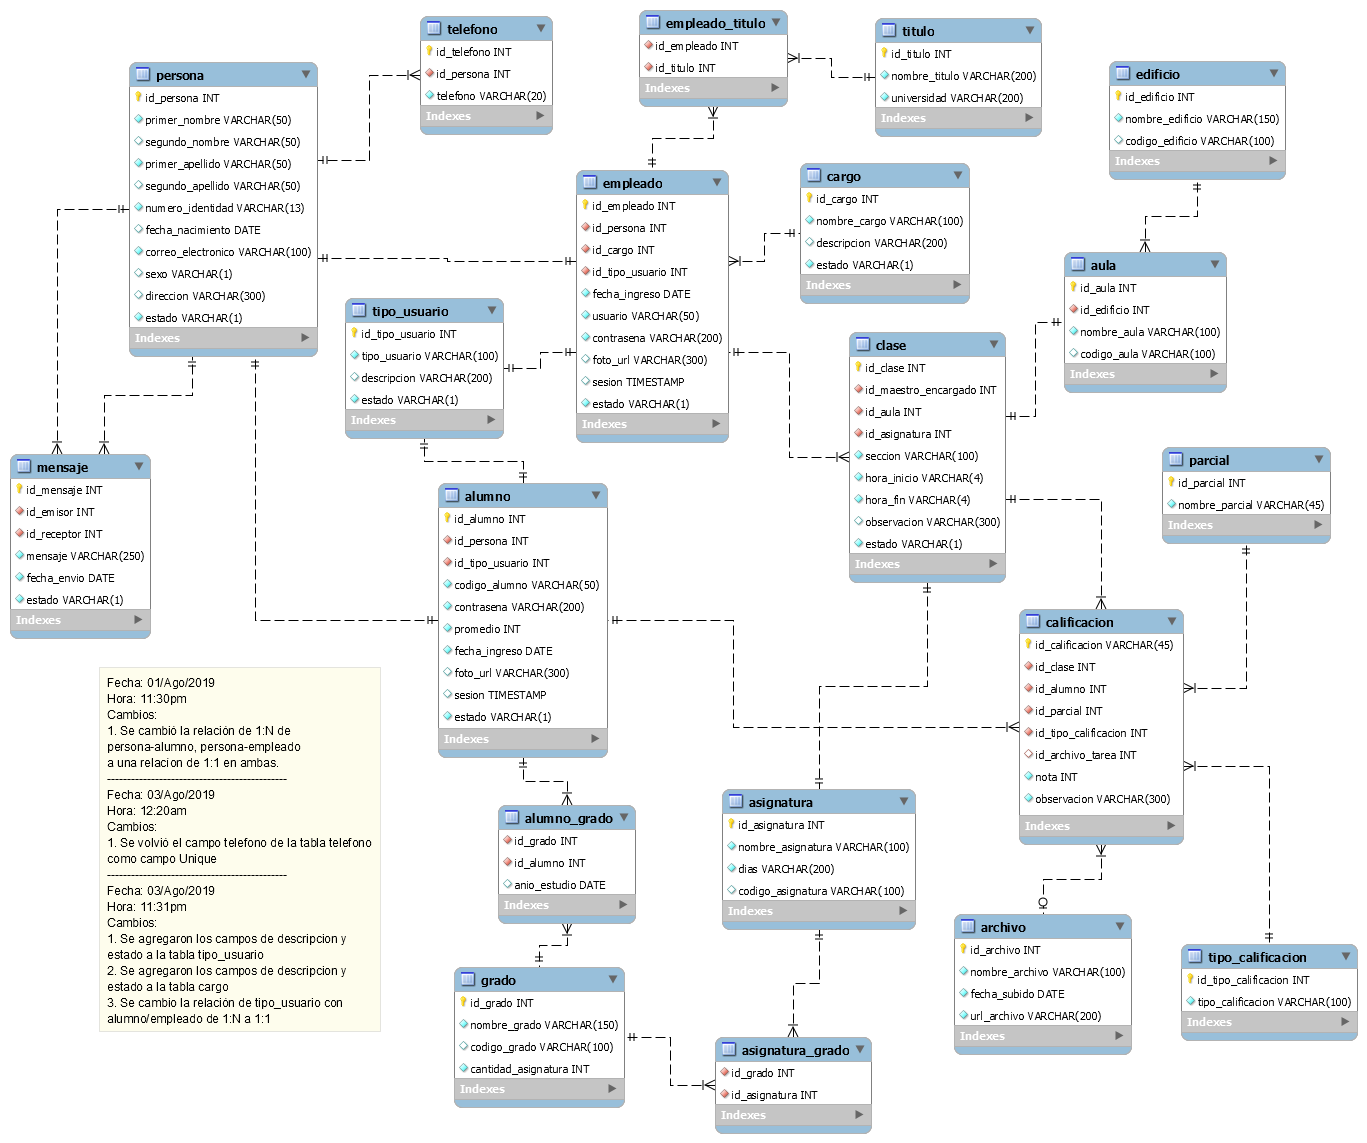 telefono
id_telefono INT
id_persona INT
telefono VARCHAR(20)
Indexes
empleado_titulo
id_empleado INT
id_titulo INT
Indexes
titulo
id_titulo INT
nombre_titulo VARCHAR(200)
universidad VARCHAR(200)
Indexes
persona
id_persona INT
primer_nombre VARCHAR(50)
segundo_nombre VARCHAR(50)
primer_apellido VARCHAR(50)
segundo_apellido VARCHAR(50)
numero_identidad VARCHAR(13)
fecha_nacimiento DATE
correo_electronico VARCHAR(100)
sexo VARCHAR(1)
direccion VARCHAR(300)
estado VARCHAR(1)
Indexes
edificio
id_edificio INT
nombre_edificio VARCHAR(150)
codigo_edificio VARCHAR(100)
Indexes
empleado
id_empleado INT
id_persona INT
id_cargo INT
id_tipo_usuario INT
fecha_ingreso DATE
usuario VARCHAR(50)
contrasena VARCHAR(200)
foto_url VARCHAR(300)
sesion TIMESTAMP
estado VARCHAR(1)
Indexes
cargo
id_cargo INT
nombre_cargo VARCHAR(100)
descripcion VARCHAR(200)
estado VARCHAR(1)
Indexes
aula
id_aula INT
id_edificio INT
nombre_aula VARCHAR(100)
codigo_aula VARCHAR(100)
Indexes
tipo_usuario
id_tipo_usuario INT
tipo_usuario VARCHAR(100)
descripcion VARCHAR(200)
estado VARCHAR(1)
Indexes
clase
id_clase INT
id_maestro_encargado INT
id_aula INT
id_asignatura INT
seccion VARCHAR(100)
hora_inicio VARCHAR(4)
hora_fin VARCHAR(4)
observacion VARCHAR(300)
estado VARCHAR(1)
Indexes
mensaje
id_mensaje INT
id_emisor INT
id_receptor INT
mensaje VARCHAR(250)
fecha_envio DATE
estado VARCHAR(1)
Indexes
alumno
id_alumno INT
id_persona INT
id_tipo_usuario INT
codigo_alumno VARCHAR(50)
contrasena VARCHAR(200)
promedio INT
fecha_ingreso DATE
foto_url VARCHAR(300)
sesion TIMESTAMP
estado VARCHAR(1)
Indexes
parcial
id_parcial INT
nombre_parcial VARCHAR(45)
Indexes
calificacion
id_calificacion VARCHAR(45)
id_clase INT
id_alumno INT
id_parcial INT
id_tipo_calificacion INT
id_archivo_tarea INT
nota INT
observacion VARCHAR(300)
Indexes
Fecha: 01/Ago/2019
Hora: 11:30pm
Cambios:
1. Se cambió la relación de 1:N de
persona-alumno, persona-empleado
a una relacion de 1:1 en ambas.
---------------------------------------------
Fecha: 03/Ago/2019
Hora: 12:20am
Cambios:
1. Se volvió el campo telefono de la tabla telefono
como campo Unique
---------------------------------------------
Fecha: 03/Ago/2019
Hora: 11:31pm
Cambios:
1. Se agregaron los campos de descripcion y
estado a la tabla tipo_usuario
2. Se agregaron los campos de descripcion y
estado a la tabla cargo
3. Se cambio la relación de tipo_usuario con
alumno/empleado de 1:N a 1:1
alumno_grado
id_grado INT
id_alumno INT
anio_estudio DATE
Indexes
asignatura
id_asignatura INT
nombre_asignatura VARCHAR(100)
dias VARCHAR(200)
codigo_asignatura VARCHAR(100)
Indexes
grado
id_grado INT
nombre_grado VARCHAR(150)
codigo_grado VARCHAR(100)
cantidad_asignatura INT
Indexes
asignatura_grado
id_grado INT
id_asignatura INT
Indexes
archivo
id_archivo INT
nombre_archivo VARCHAR(100)
fecha_subido DATE
url_archivo VARCHAR(200)
Indexes
tipo_calificacion
id_tipo_calificacion INT
tipo_calificacion VARCHAR(100)
Indexes